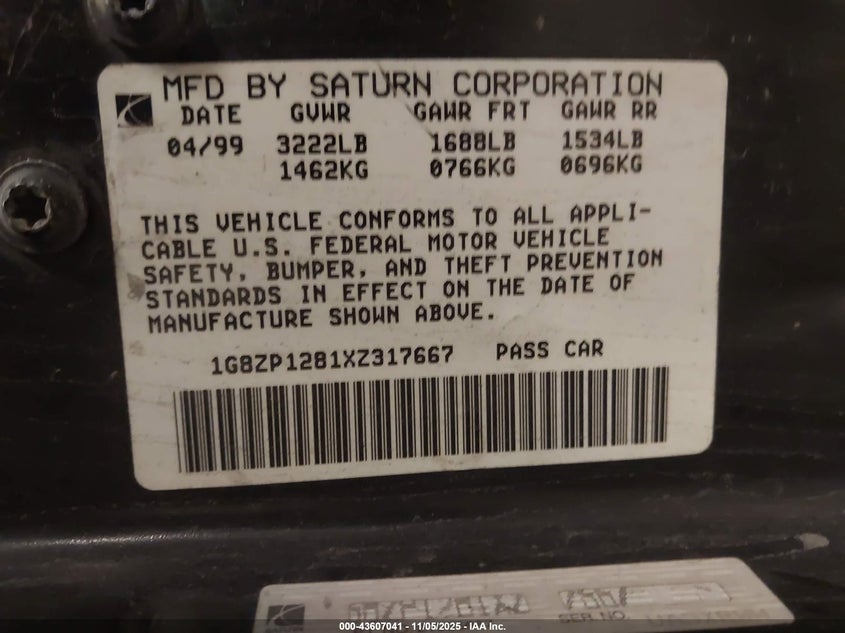 MFD BY SATURN CORPORATION
DATE GVWR GAWR FRT GAWR RR
04/99 3222LB 1688LB 1534LB
1462KG 0766KG 0696KG
THIS VEHICLE CONFORMS TO ALL APPLI-
CABLE U.S. FEDERAL MOTOR VEHICLE
SAFETY, BUMPER, AND THEFT PREVENTION
STANDARDS IN EFFECT ON THE DATE OF
MANUFACTURE SHOWN ABOVE.
1G8ZP1281XZ317667 PASS CAR
SER NO
000-43607041 - 11/05/2025 - IAA Inc.